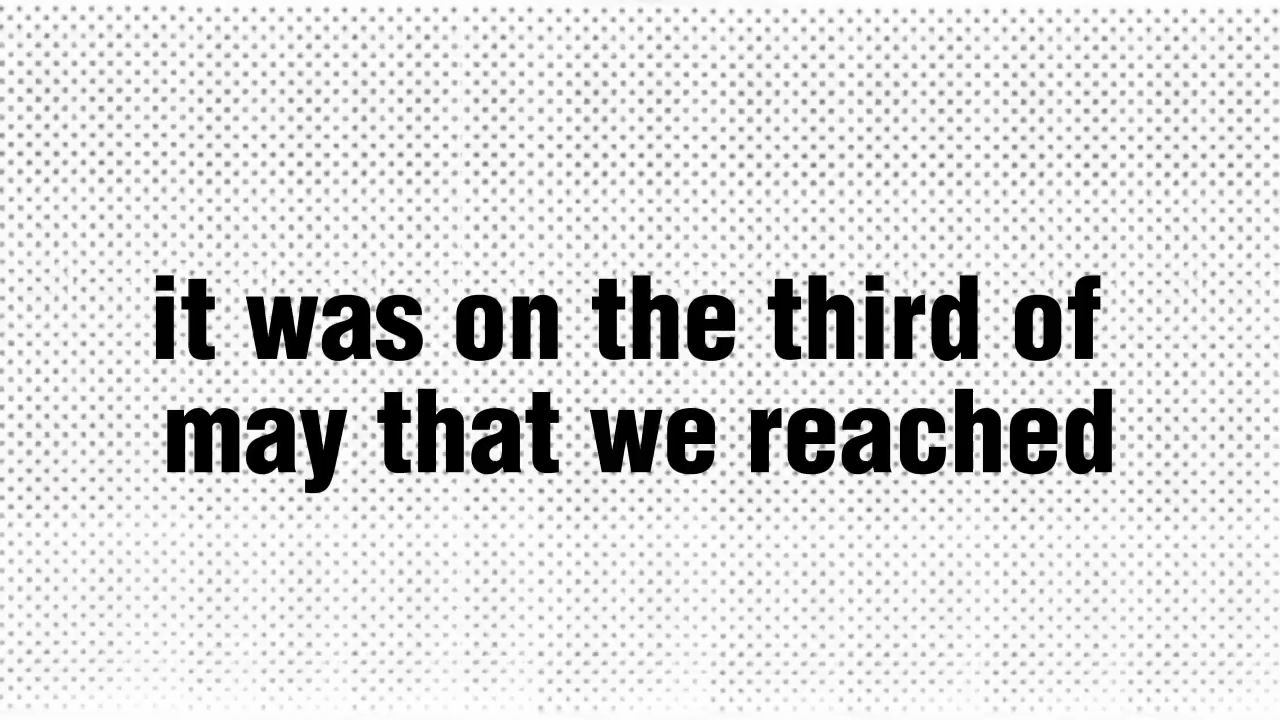 it was on the third of
may that we reached